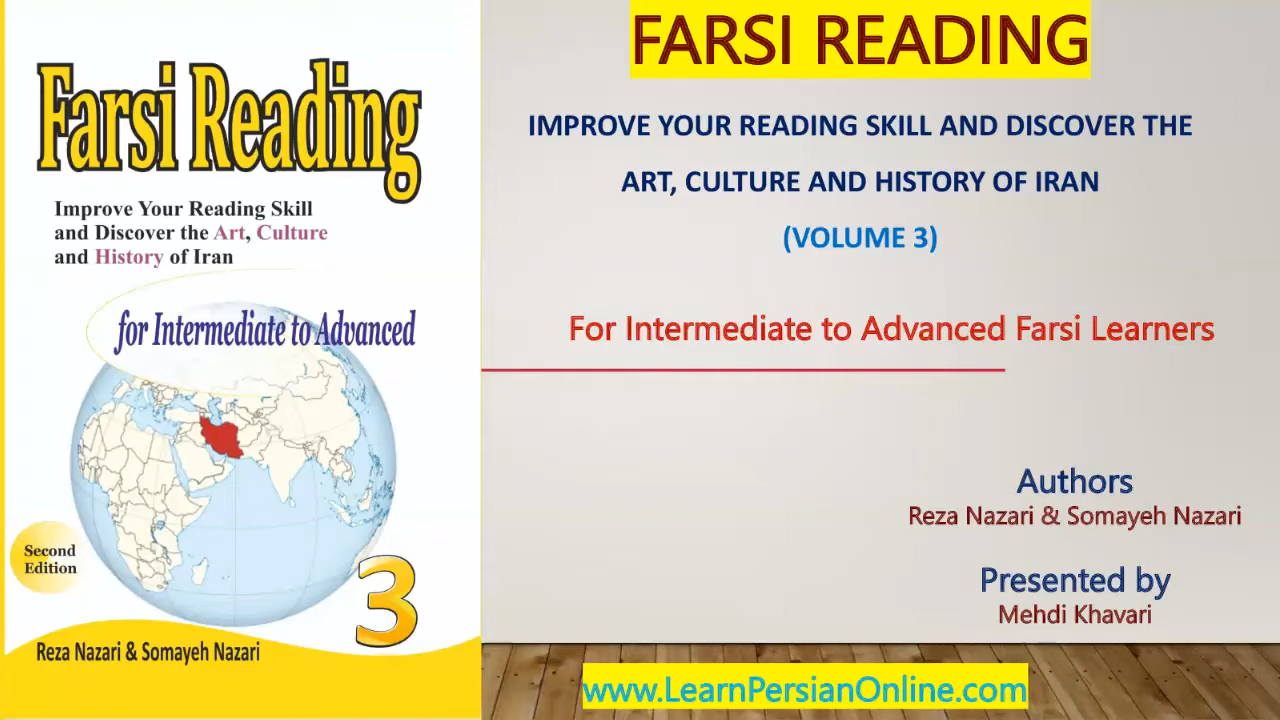 Farsi Reading
Improve Your Reading Skill
and Discover the Art, Culture
and History of Iran
for Intermediate to Advanced
Second
Edition
3
Reza Nazari & Somayeh Nazari
FARSI READING
IMPROVE YOUR READING SKILL AND DISCOVER THE
ART, CULTURE AND HISTORY OF IRAN
(VOLUME 3)
For Intermediate to Advanced Farsi Learners
Authors
Reza Nazari & Somayeh Nazari
Presented by
Mehdi Khavari
www.LearnPersianOnline.com